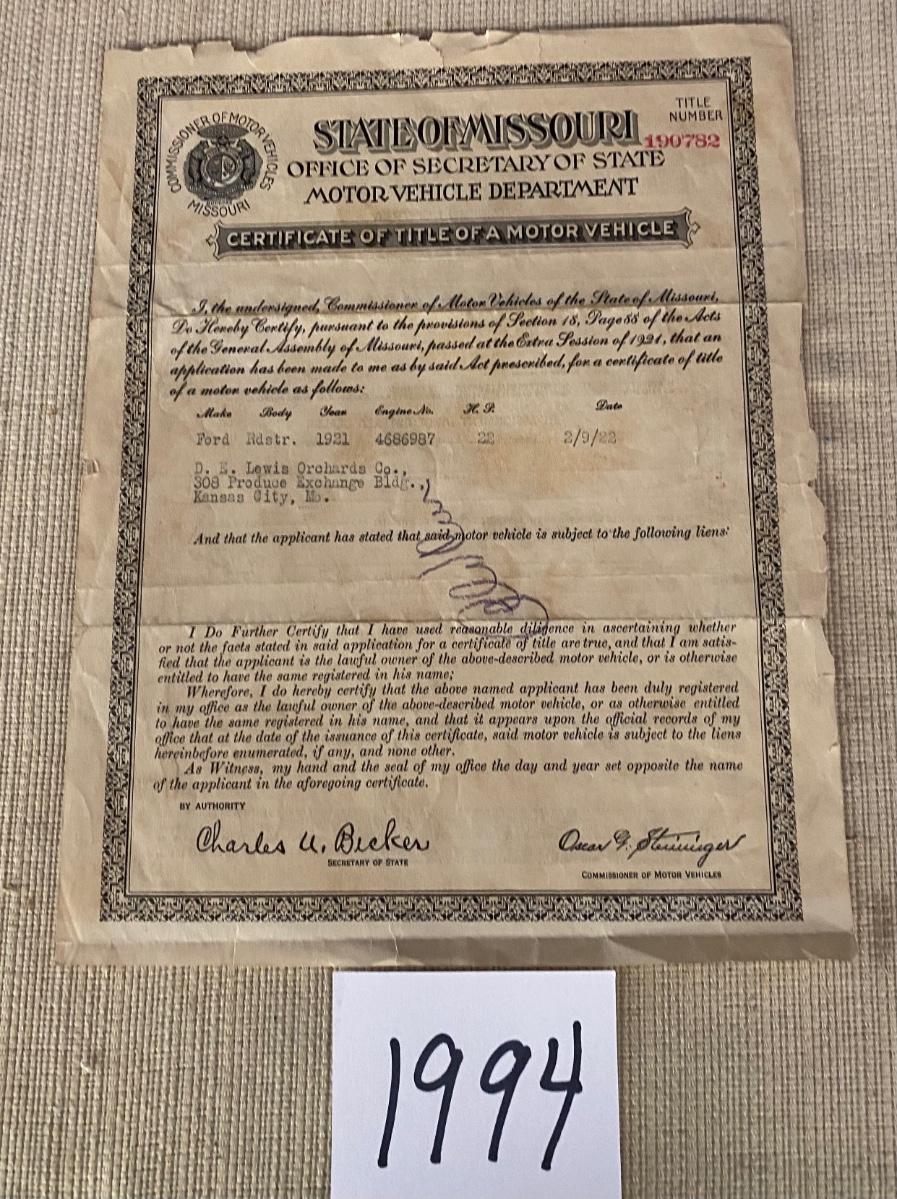 COMMISSIONER OF MOTOR VEHICLES
MISSOURI
TITLE
NUMBER
190782
STATE OF MISSOURI
OFFICE OF SECRETARY OF STATE
MOTOR VEHICLE DEPARTMENT
CERTIFICATE OF TITLE OF A MOTOR VEHICLE
I, the undersigned, Commissioner of Motor Vehicles of the State of Missouri,
Do Hereby Certify, pursuant to the provisions of Section 18, Page 88 of the Acts
of the General Assembly of Missouri, passed at the Extra Session of 1921, that an
application has been made to me as by said Act prescribed, for a certificate of title
of a motor vehicle as follows:
Make Body Year Engine No. H. P. Date
Ford Rdstr. 1921 4686987 22 2/9/22
D. E. Lewis Orchards Co.,
308 Produce Exchange Bldg.,
Kansas City, Mo.
And that the applicant has stated that said motor vehicle is subject to the following liens:
I Do Further Certify that I have used reasonable diligence in ascertaining whether
or not the facts stated in said application for a certificate of title are true, and that I am satis-
fied that the applicant is the lawful owner of the above-described motor vehicle, or is otherwise
entitled to have the same registered in his name;
Wherefore, I do hereby certify that the above named applicant has been duly registered
in my office as the lawful owner of the above-described motor vehicle, or as otherwise entitled
to have the same registered in his name, and that it appears upon the official records of my
office that at the date of the issuance of this certificate, said motor vehicle is subject to the liens
hereinbefore enumerated, if any, and none other.
As Witness, my hand and the seal of my office the day and year set opposite the name
of the applicant in the aforegoing certificate.
BY AUTHORITY
Charles U. Becker
SECRETARY OF STATE
Oscar G. Steininger
COMMISSIONER OF MOTOR VEHICLES
1994